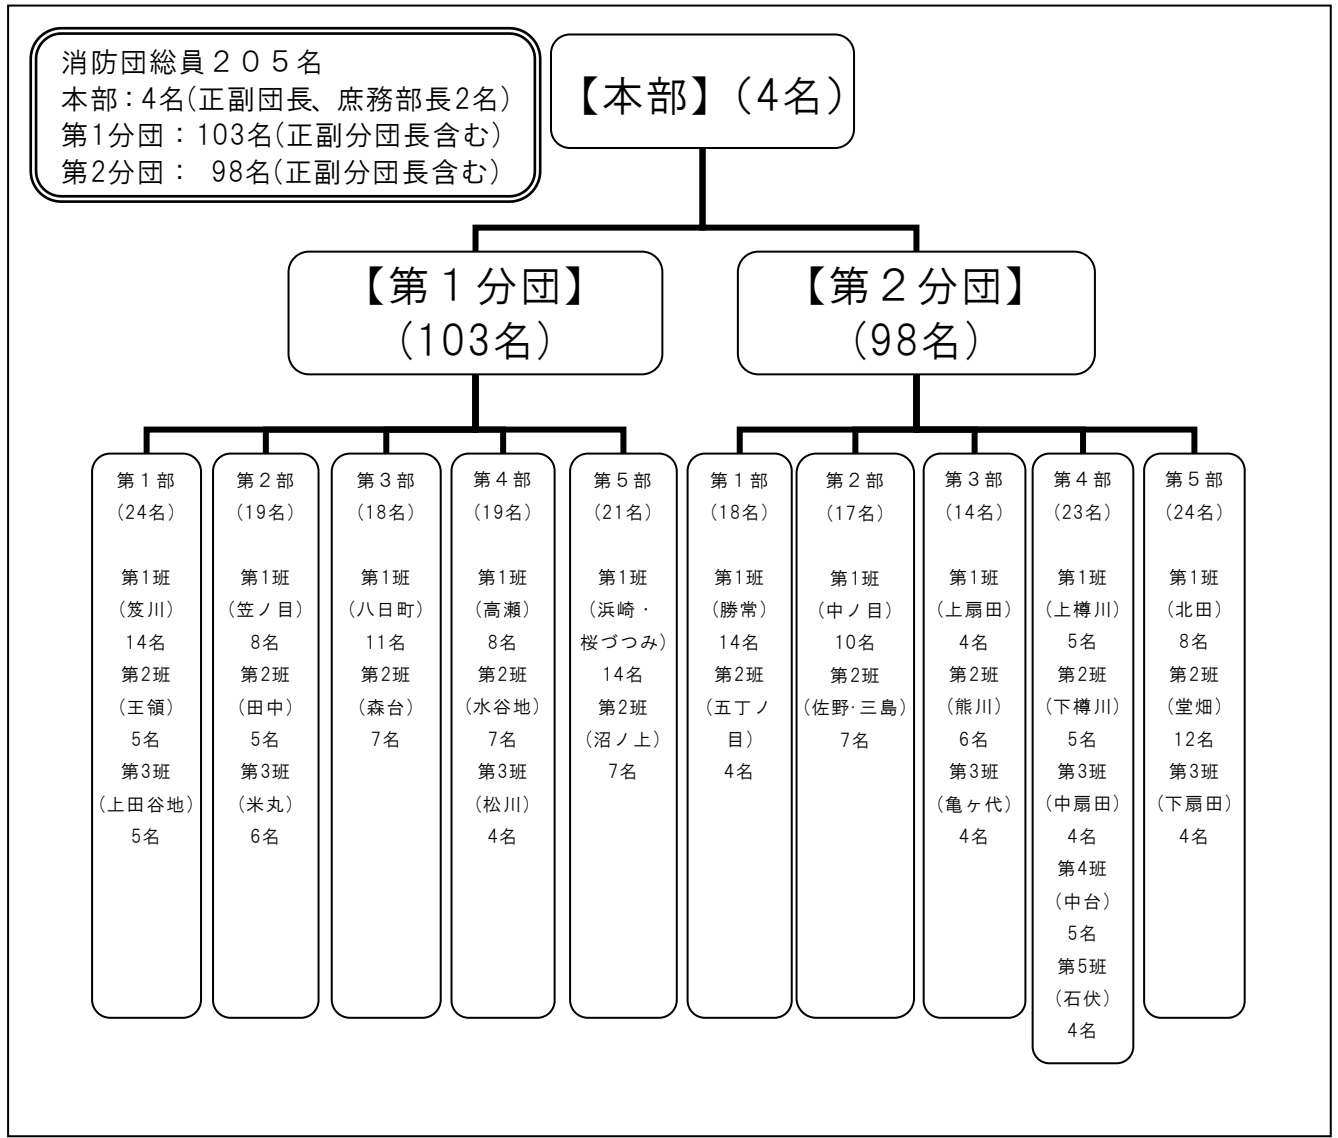 消防団総員２０５名
本部：4名(正副団長、庶務部長2名)
第1分団：103名(正副分団長含む)
第2分団： 98名(正副分団長含む)
【本部】(4名)
【第１分団】
(103名)
【第２分団】
(98名)
第１部
(24名)
第1班
(笈川)
14名
第2班
(王領)
5名
第3班
(上田谷地)
5名
第２部
(19名)
第1班
(笠ノ目)
8名
第2班
(田中)
5名
第3班
(米丸)
6名
第３部
(18名)
第1班
(八日町)
11名
第2班
(森台)
7名
第４部
(19名)
第1班
(高瀬)
8名
第2班
(水谷地)
7名
第3班
(松川)
4名
第５部
(21名)
第1班
(浜崎・
桜づつみ)
14名
第2班
(沼ノ上)
7名
第１部
(18名)
第1班
(勝常)
14名
第2班
(五丁ノ
目)
4名
第２部
(17名)
第1班
(中ノ目)
10名
第2班
(佐野･三島)
7名
第３部
(14名)
第1班
(上扇田)
4名
第2班
(熊川)
6名
第3班
(亀ヶ代)
4名
第４部
(23名)
第1班
(上樽川)
5名
第2班
(下樽川)
5名
第3班
(中扇田)
4名
第4班
(中台)
5名
第5班
(石伏)
4名
第５部
(24名)
第1班
(北田)
8名
第2班
(堂畑)
12名
第3班
(下扇田)
4名